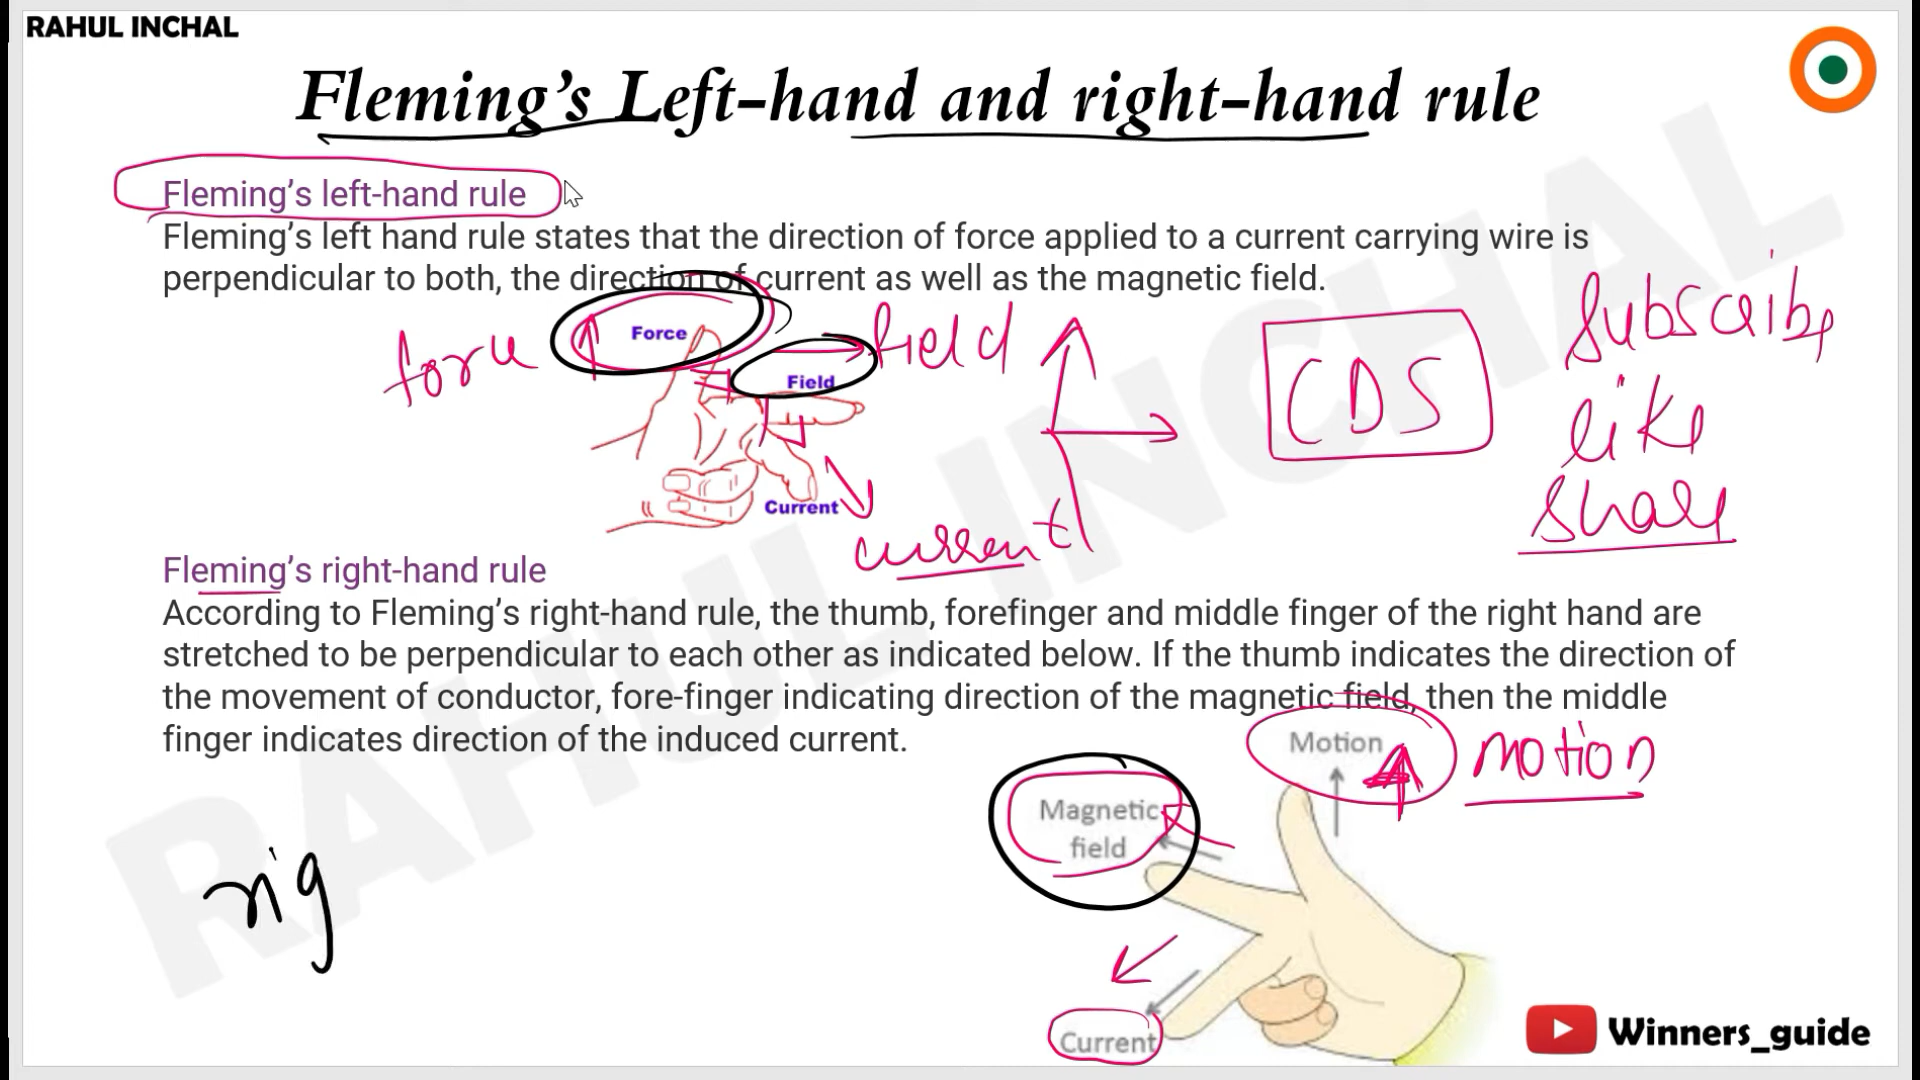 RAHUL INCHAL
Fleming's Left-hand and right-hand rule
Fleming's left-hand rule
Fleming's left hand rule states that the direction of force applied to a current carrying wire is
perpendicular to both, the direction of current as well as the magnetic field.
Force
force
field
Field
CDS
Subscribe
like
share
Current
current
Fleming's right-hand rule
According to Fleming's right-hand rule, the thumb, forefinger and middle finger of the right hand are
stretched to be perpendicular to each other as indicated below. If the thumb indicates the direction of
the movement of conductor, fore-finger indicating direction of the magnetic field, then the middle
finger indicates direction of the induced current.
Motion
motion
Magnetic
field
rig
Current
Winners_guide
RAHUL INCHAL